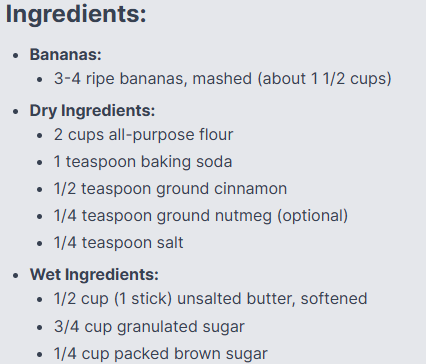 Ingredients:
• Bananas:
• 3-4 ripe bananas, mashed (about 1 1/2 cups)
• Dry Ingredients:
• 2 cups all-purpose flour
• 1 teaspoon baking soda
• 1/2 teaspoon ground cinnamon
• 1/4 teaspoon ground nutmeg (optional)
• 1/4 teaspoon salt
• Wet Ingredients:
• 1/2 cup (1 stick) unsalted butter, softened
• 3/4 cup granulated sugar
• 1/4 cup packed brown sugar